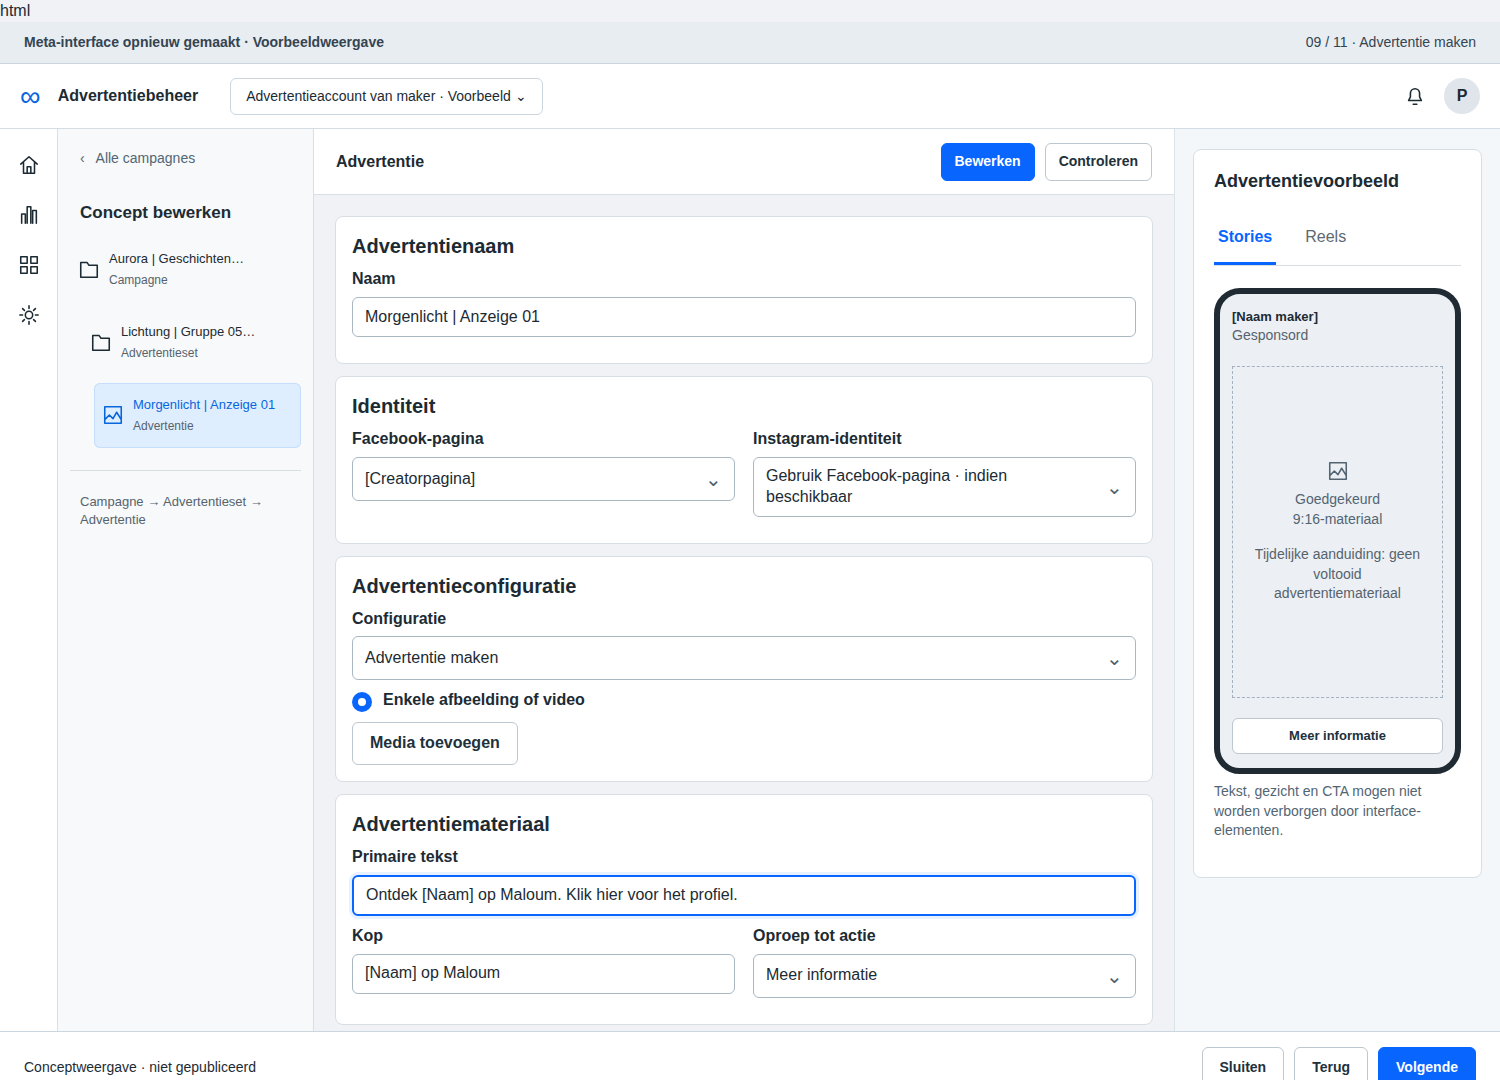 html
Meta-interface opnieuw gemaakt · Voorbeeldweergave
09 / 11 · Advertentie maken
Advertentiebeheer
Advertentieaccount van maker · Voorbeeld
P
‹ Alle campagnes
Concept bewerken
Aurora | Geschichten…
Campagne
Lichtung | Gruppe 05…
Advertentieset
Morgenlicht | Anzeige 01
Advertentie
Campagne → Advertentieset →
Advertentie
Advertentie
Bewerken
Controleren
Advertentienaam
Naam
Morgenlicht | Anzeige 01
Identiteit
Facebook-pagina
[Creatorpagina]
Instagram-identiteit
Gebruik Facebook-pagina · indien
beschikbaar
Advertentieconfiguratie
Configuratie
Advertentie maken
Enkele afbeelding of video
Media toevoegen
Advertentiemateriaal
Primaire tekst
Ontdek [Naam] op Maloum. Klik hier voor het profiel.
Kop
[Naam] op Maloum
Oproep tot actie
Meer informatie
Advertentievoorbeeld
Stories
Reels
[Naam maker]
Gesponsord
Goedgekeurd
9:16-materiaal
Tijdelijke aanduiding: geen
voltooid
advertentiemateriaal
Meer informatie
Tekst, gezicht en CTA mogen niet
worden verborgen door interface-
elementen.
Conceptweergave · niet gepubliceerd
Sluiten
Terug
Volgende